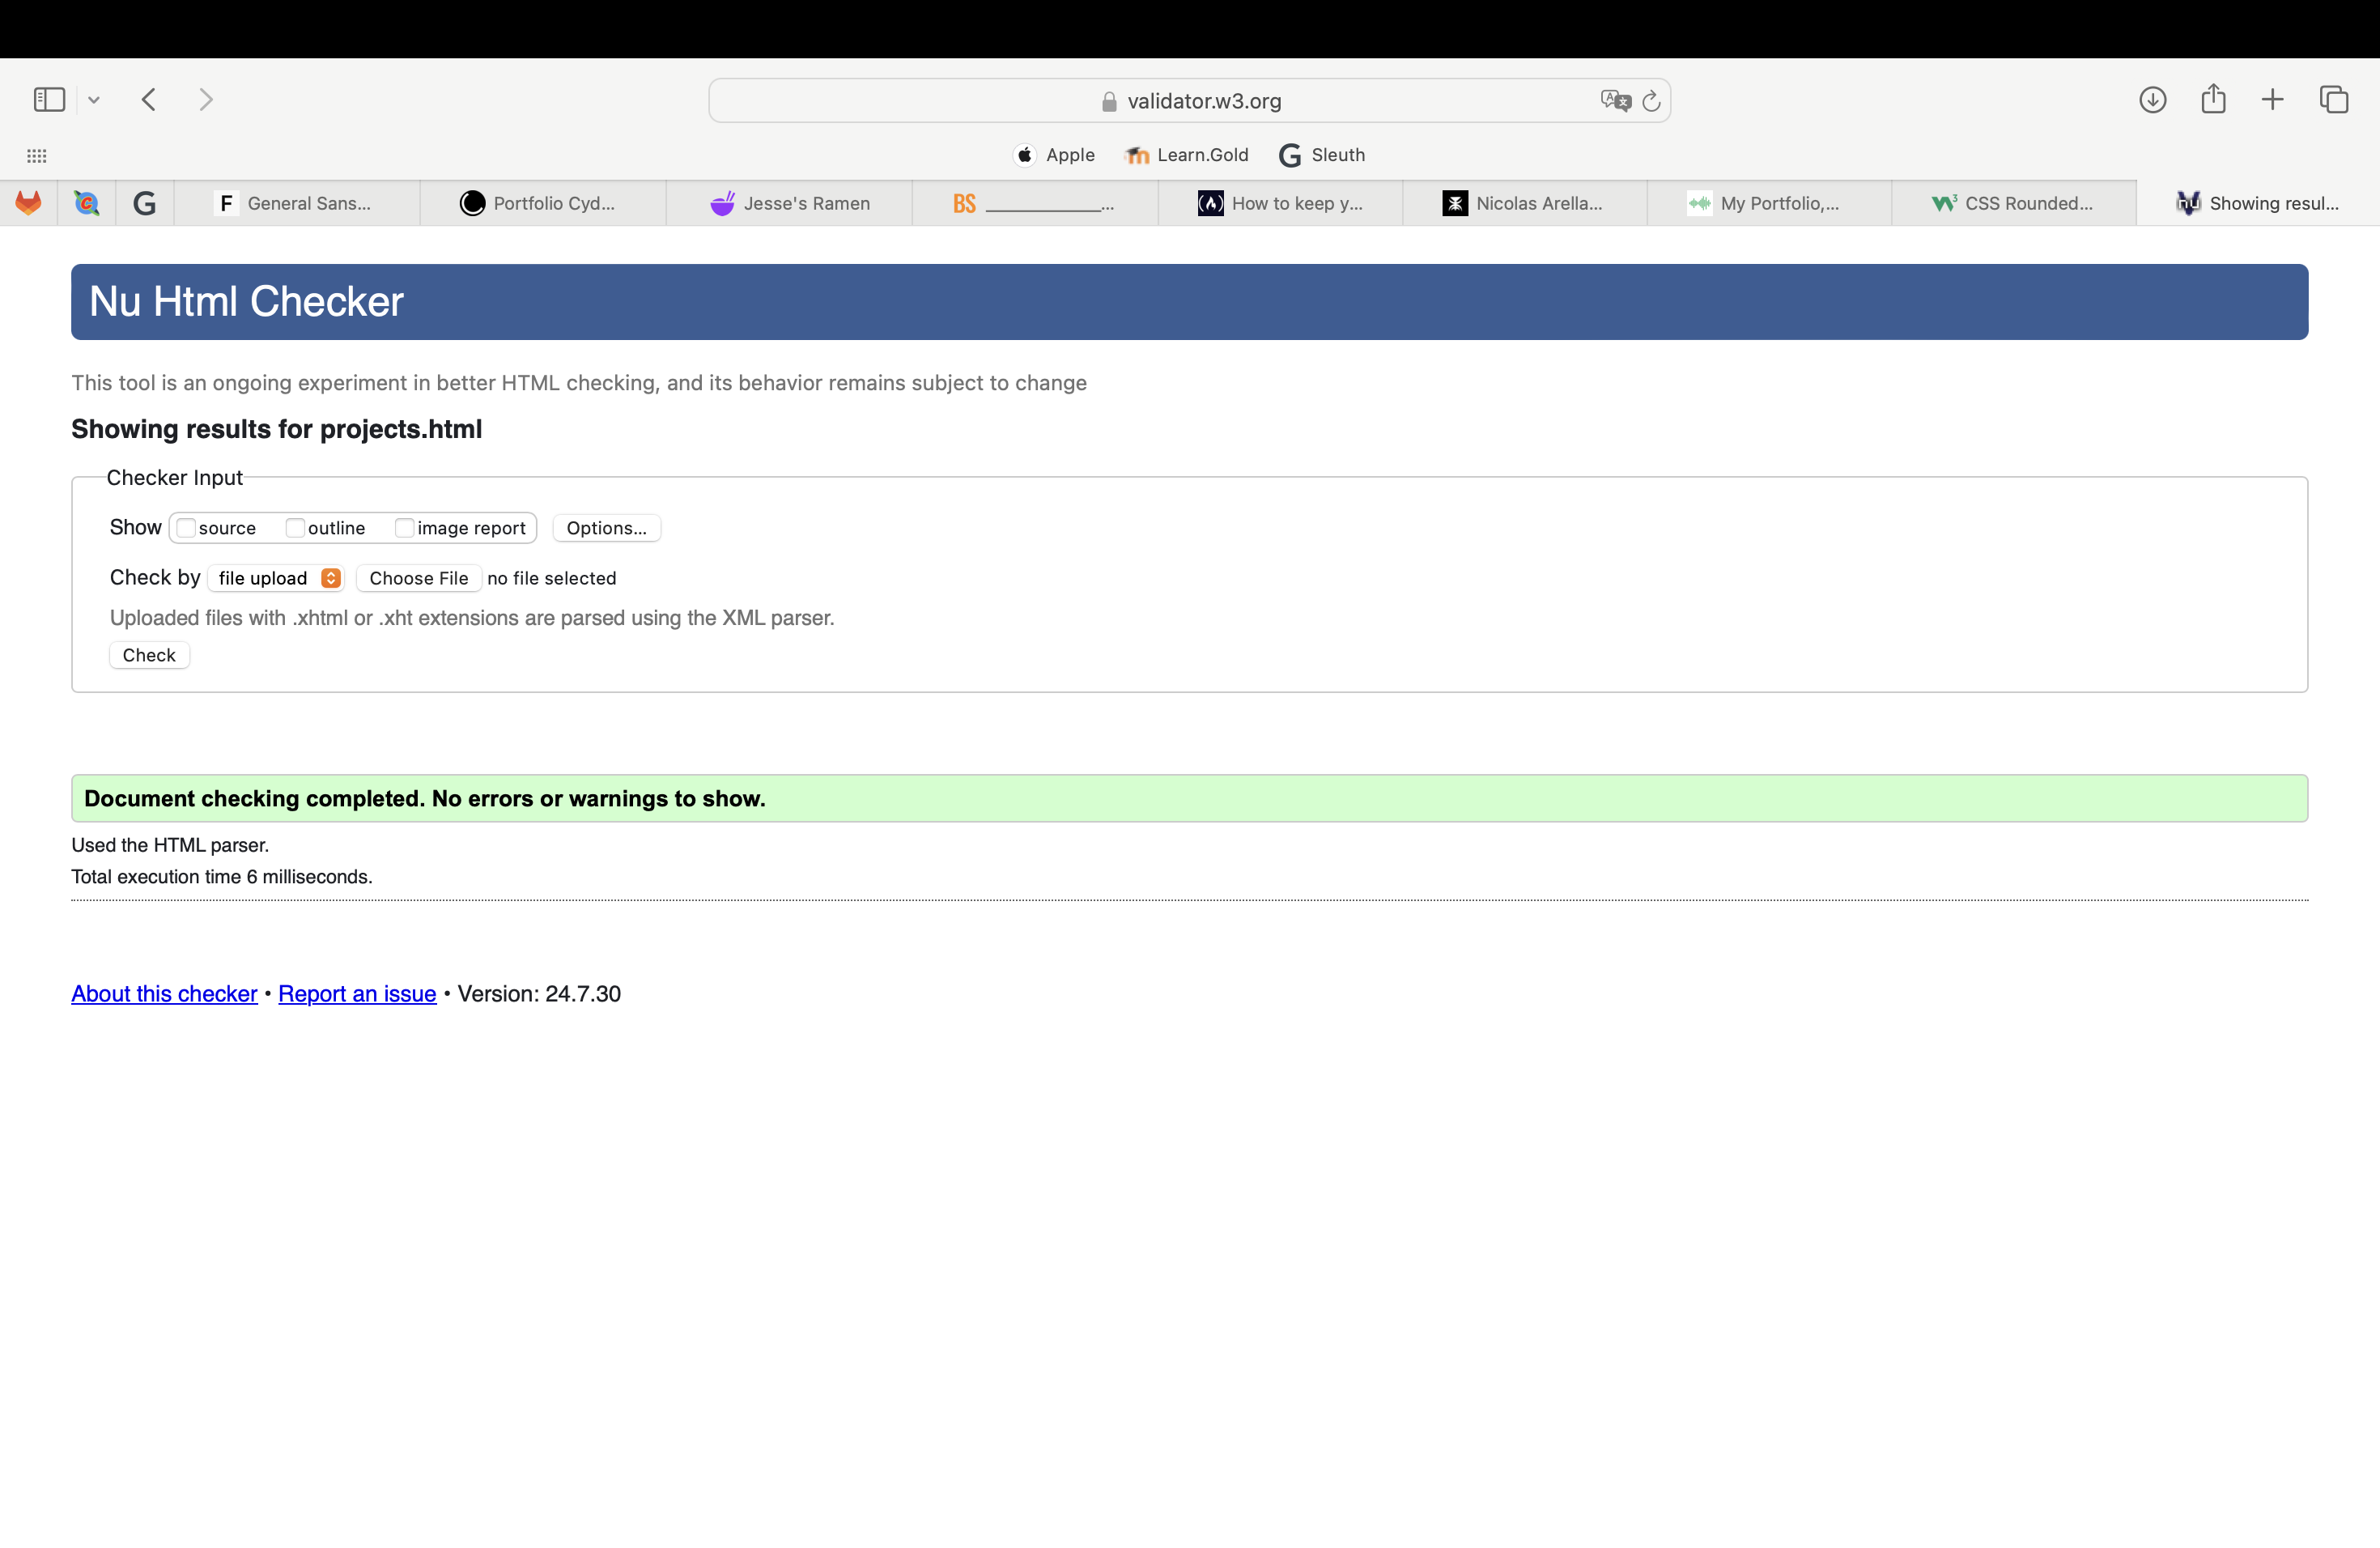 validator.w3.org
Apple
Learn.Gold
Sleuth
General Sans...
Portfolio Cyd...
Jesse's Ramen
BS ____________...
How to keep y...
Nicolas Arella...
My Portfolio,...
CSS Rounded...
Showing resul...
Nu Html Checker
This tool is an ongoing experiment in better HTML checking, and its behavior remains subject to change
Showing results for projects.html
Checker Input
Show source outline image report Options...
Check by file upload Choose File no file selected
Uploaded files with .xhtml or .xht extensions are parsed using the XML parser.
Check
Document checking completed. No errors or warnings to show.
Used the HTML parser.
Total execution time 6 milliseconds.
About this checker • Report an issue • Version: 24.7.30